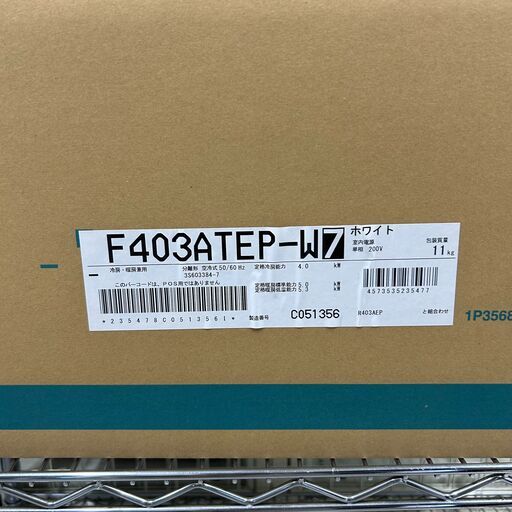 F403ATEP-W7
ホワイト
室内電源
単相 200V
包装質量
11kg
冷房・暖房兼用
分離形 空冷式 50/60 Hz
3S603384-7
定格冷房能力 4.0 kW
定格暖房標準能力 5.0 kW
定格暖房低温能力 5.3 kW
このバーコードは、POS用ではありません
*235478C0513561*
製造番号 C051356
4573535235477
R403AEP と組合わせ
1P3568